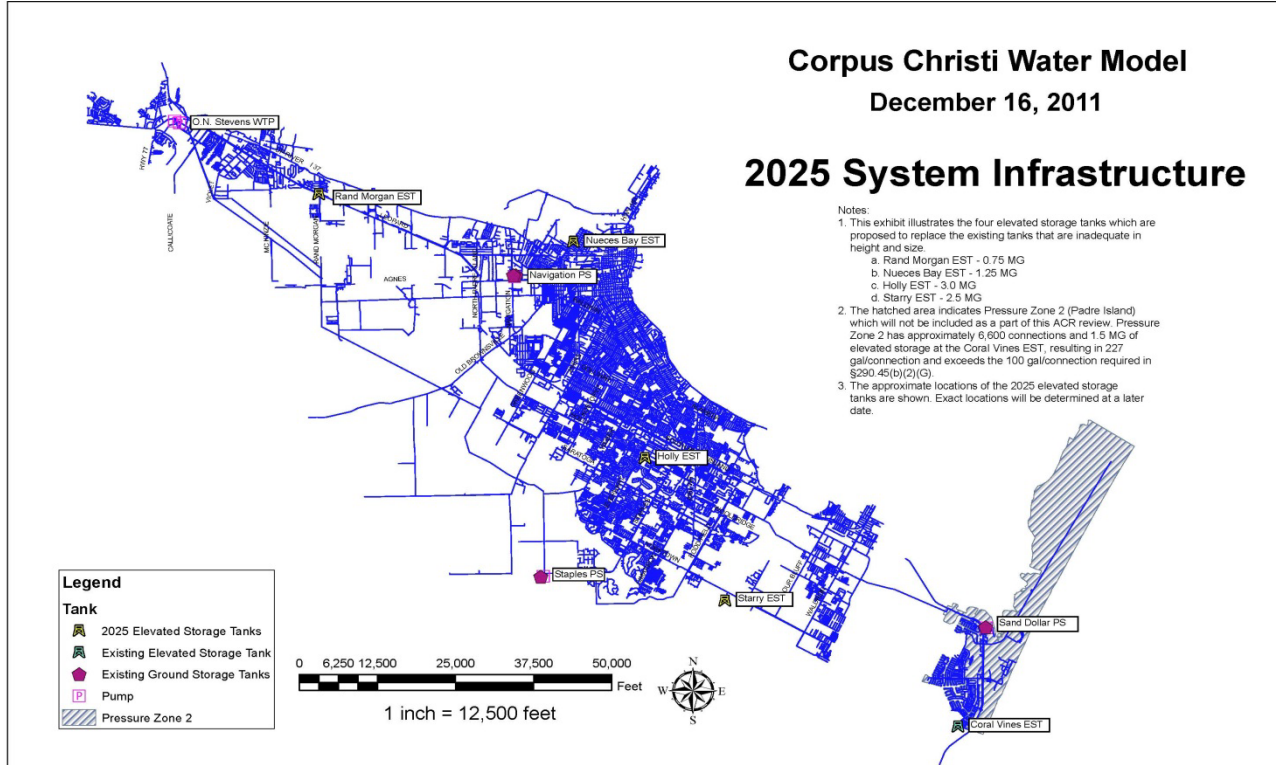 Corpus Christi Water Model
December 16, 2011
2025 System Infrastructure
Notes:
1. This exhibit illustrates the four elevated storage tanks which are
proposed to replace the existing tanks that are inadequate in
height and size.
a. Rand Morgan EST - 0.75 MG
b. Nueces Bay EST - 1.25 MG
c. Holly EST - 3.0 MG
d. Starry EST - 2.5 MG
2. The hatched area indicates Pressure Zone 2 (Padre Island)
which will not be included as a part of this ACR review. Pressure
Zone 2 has approximately 6,600 connections and 1.5 MG of
elevated storage at the Coral Vines EST, resulting in 227
gal/connection and exceeds the 100 gal/connection required in
§290.45(b)(2)(G).
3. The approximate locations of the 2025 elevated storage
tanks are shown. Exact locations will be determined at a later
date.
O.N. Stevens WTP
HWY 77
CALLICOATE
I 37
Rand Morgan EST
RAND MORGAN
AGNES
Nueces Bay EST
Navigation PS
Holly EST
Staples PS
Starry EST
Sand Dollar PS
Coral Vines EST
Legend
Tank
2025 Elevated Storage Tanks
Existing Elevated Storage Tank
Existing Ground Storage Tanks
P Pump
Pressure Zone 2
0 6,250 12,500 25,000 37,500 50,000
Feet
1 inch = 12,500 feet
N
W E
S